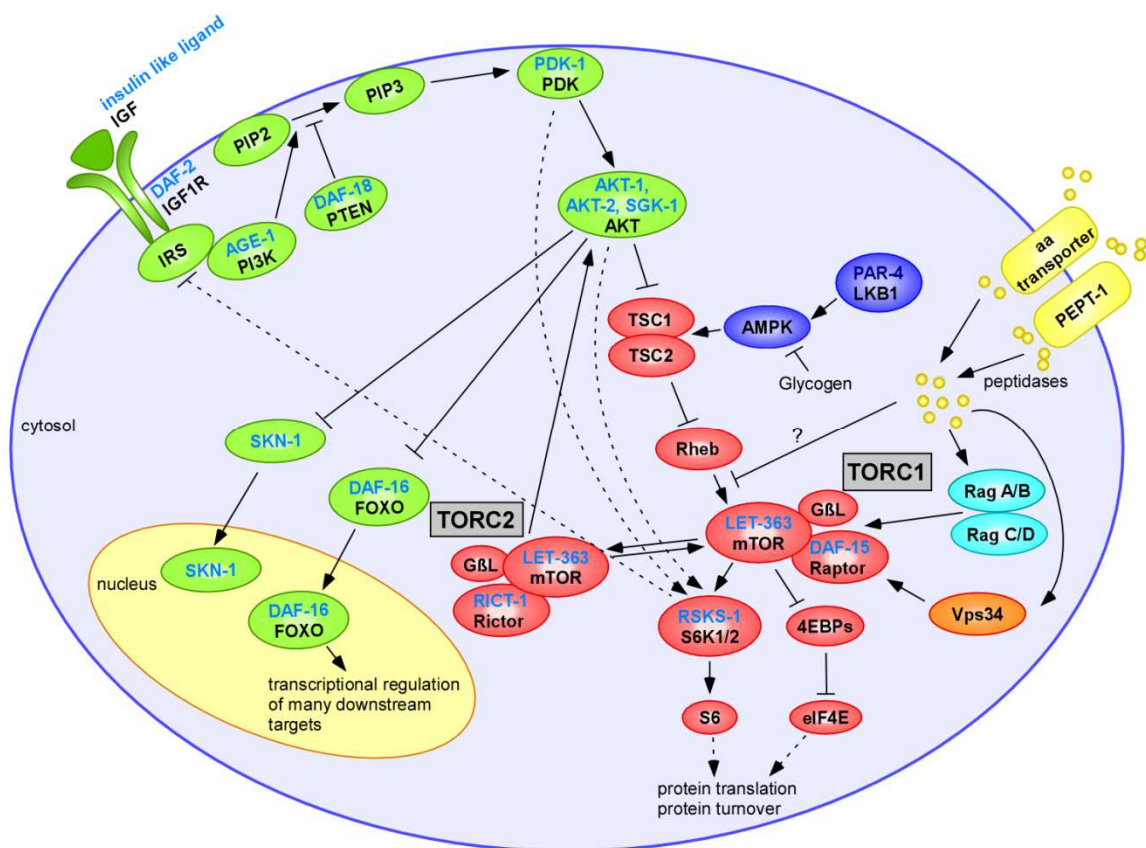 insulin like ligand
IGF
DAF-2
IGF1R
IRS
AGE-1
PI3K
PIP2
PIP3
DAF-18
PTEN
PDK-1
PDK
AKT-1,
AKT-2, SGK-1
AKT
TSC1
TSC2
AMPK
PAR-4
LKB1
Glycogen
aa
transporter
PEPT-1
peptidases
cytosol
SKN-1
DAF-16
FOXO
TORC2
GßL
LET-363
mTOR
RICT-1
Rictor
nucleus
SKN-1
DAF-16
FOXO
transcriptional regulation
of many downstream
targets
Rheb
?
TORC1
LET-363
mTOR
GßL
DAF-15
Raptor
Rag A/B
Rag C/D
Vps34
RSKS-1
S6K1/2
4EBPs
S6
eIF4E
protein translation
protein turnover